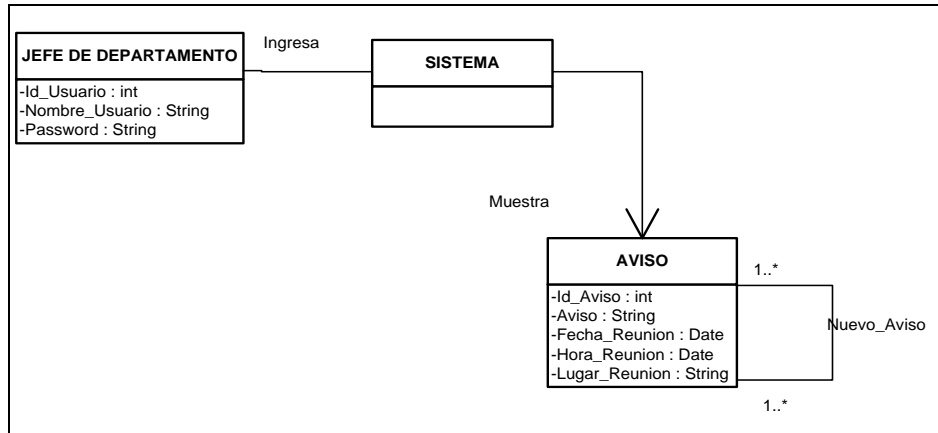 Ingresa
JEFE DE DEPARTAMENTO
-Id_Usuario : int
-Nombre_Usuario : String
-Password : String
SISTEMA
Muestra
AVISO
-Id_Aviso : int
-Aviso : String
-Fecha_Reunion : Date
-Hora_Reunion : Date
-Lugar_Reunion : String
1..*
Nuevo_Aviso
1..*